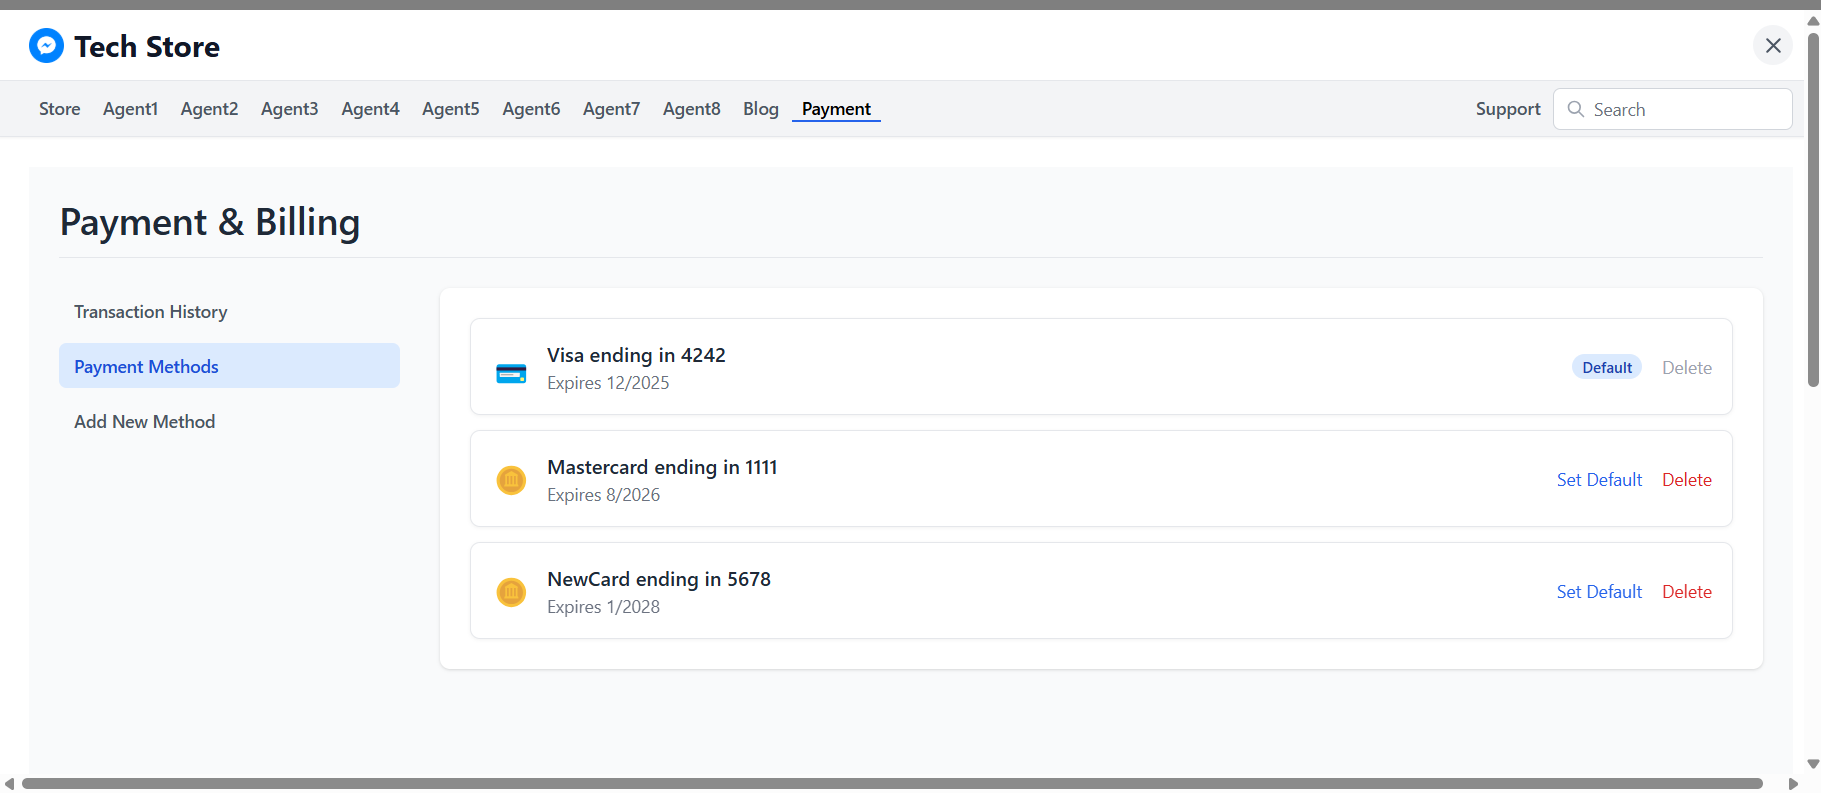 Tech Store
Store Agent1 Agent2 Agent3 Agent4 Agent5 Agent6 Agent7 Agent8 Blog Payment Support Search
Payment & Billing
Transaction History
Payment Methods
Add New Method
Visa ending in 4242
Expires 12/2025
Default Delete
Mastercard ending in 1111
Expires 8/2026
Set Default Delete
NewCard ending in 5678
Expires 1/2028
Set Default Delete